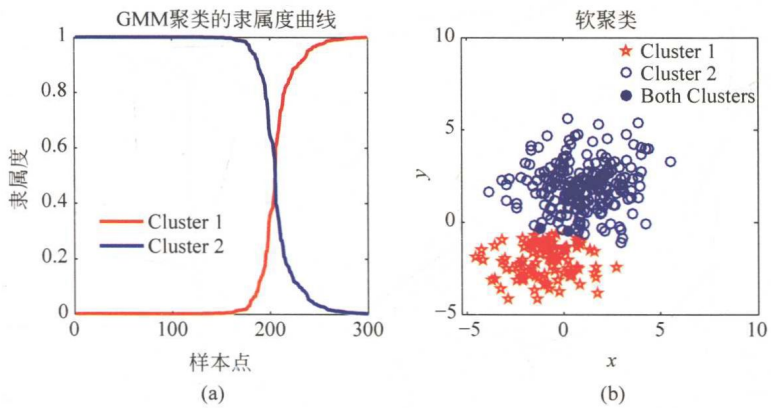 GMM聚类的隶属度曲线
1
0.8
0.6
0.4
0.2
0
隶属度
Cluster 1
Cluster 2
0
100
200
300
样本点
(a)
软聚类
10
5
0
−5
y
Cluster 1
Cluster 2
Both Clusters
−5
0
5
10
x
(b)